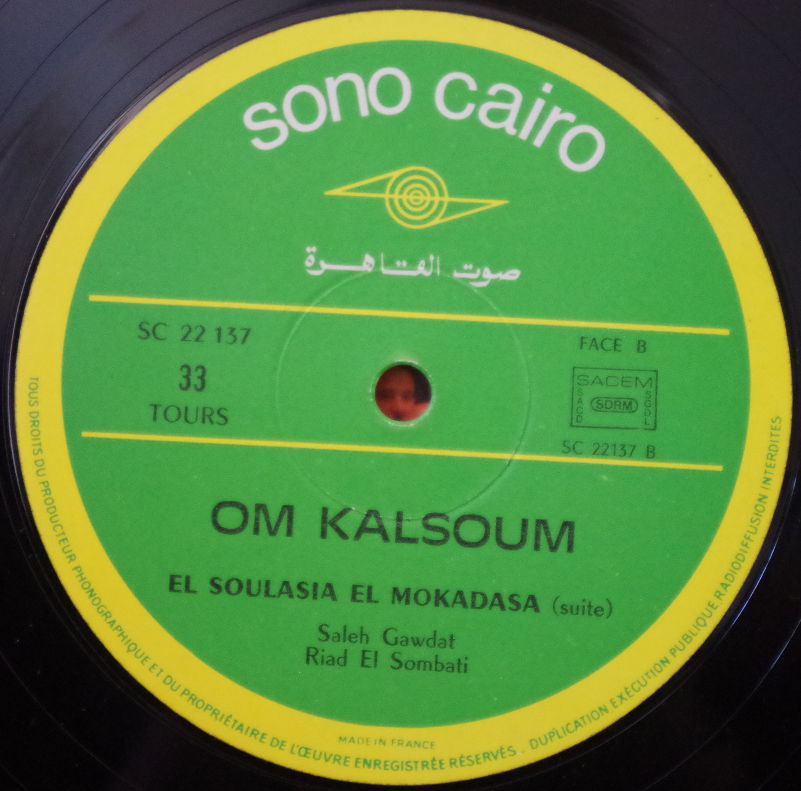 sono cairo
صوت القاهرة
SC 22 137
33
TOURS
FACE B
SACEM
SACD
SDRM
SGDL
SC 22137 B
OM KALSOUM
EL SOULASIA EL MOKADASA (suite)
Saleh Gawdat
Riad El Sombati
MADE IN FRANCE
TOUS DROITS DU PRODUCTEUR PHONOGRAPHIQUE ET DU PROPRIÉTAIRE DE L'ŒUVRE ENREGISTRÉE RÉSERVÉS. DUPLICATION EXÉCUTION PUBLIQUE RADIODIFFUSION INTERDITES